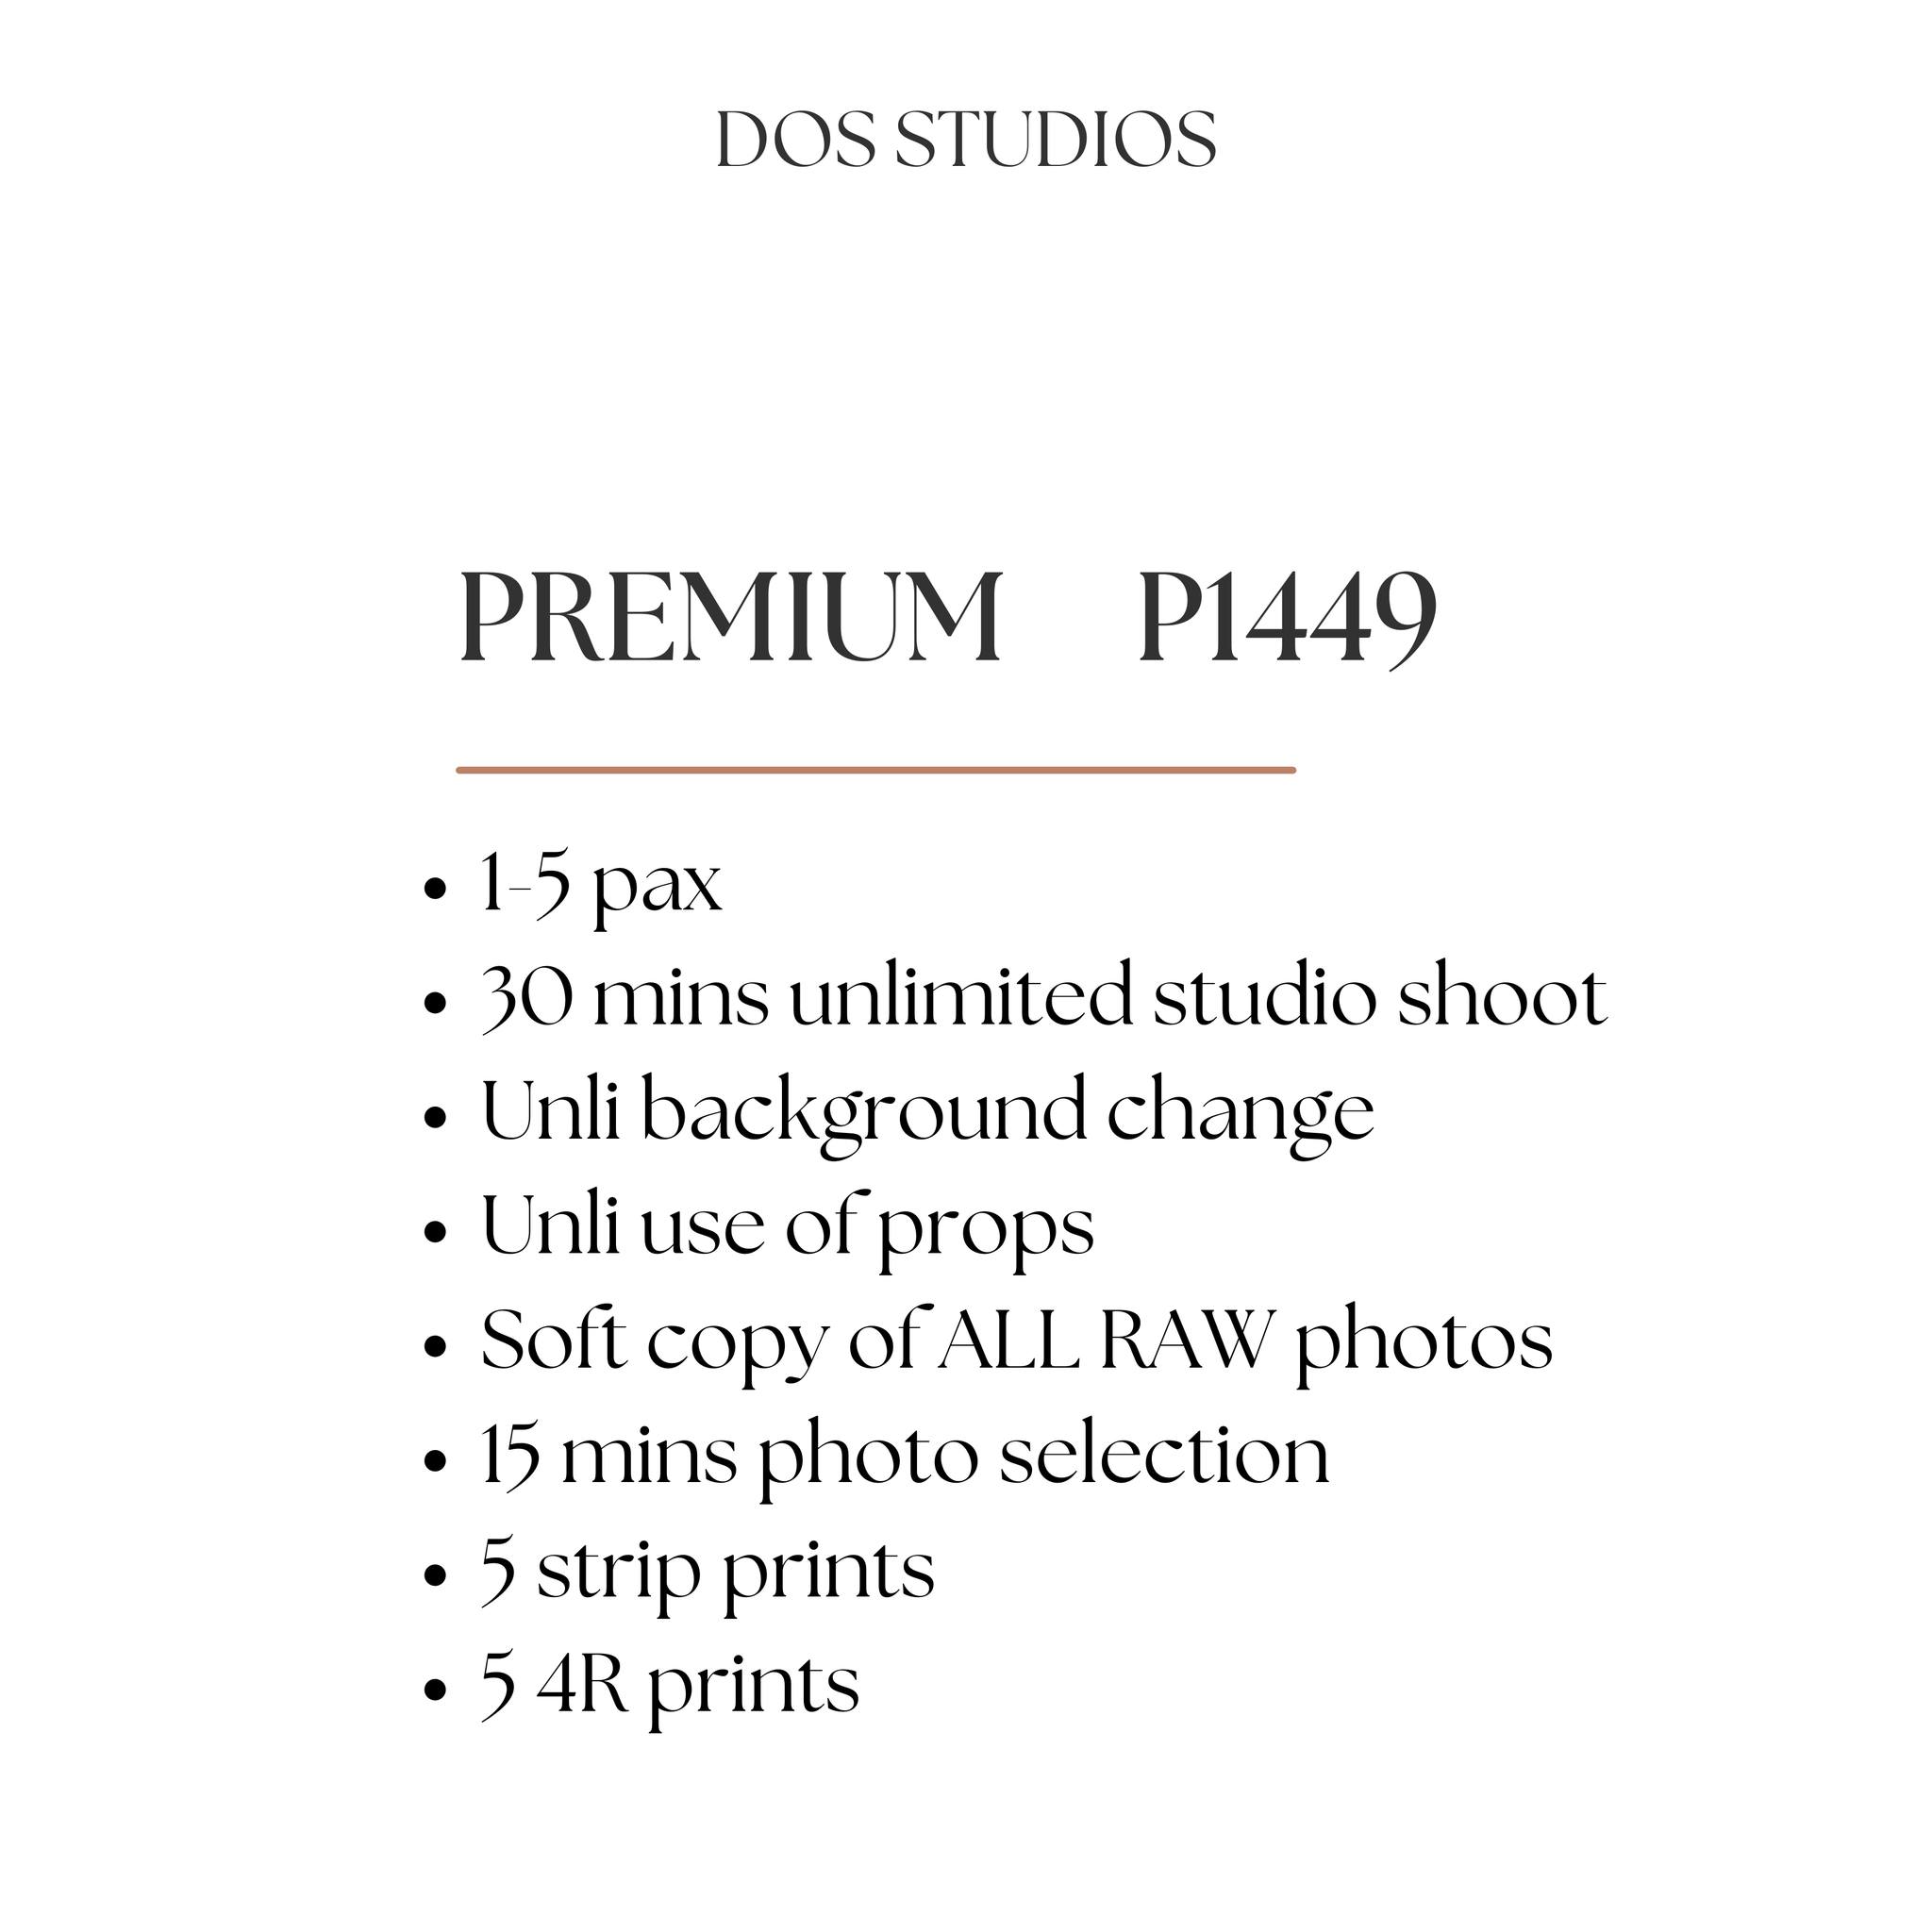 DOS STUDIOS
PREMIUM P1449
• 1-5 pax
• 30 mins unlimited studio shoot
• Unli background change
• Unli use of props
• Soft copy of ALL RAW photos
• 15 mins photo selection
• 5 strip prints
• 5 4R prints